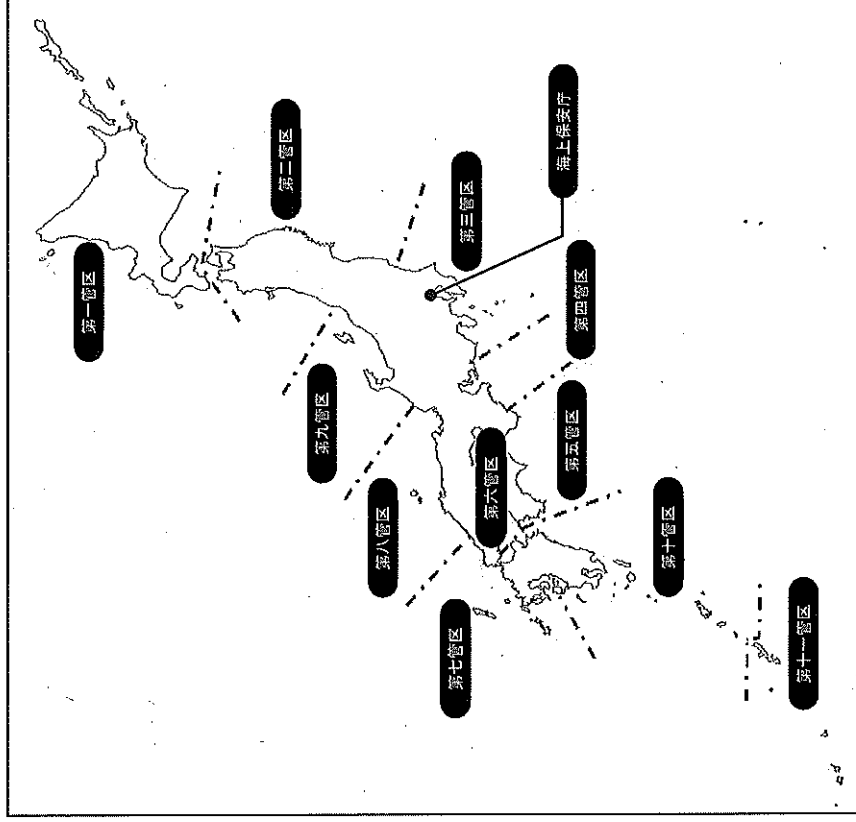 第一管区
第二管区
第三管区
海上保安庁
第四管区
第五管区
第六管区
第七管区
第八管区
第九管区
第十管区
第十一管区